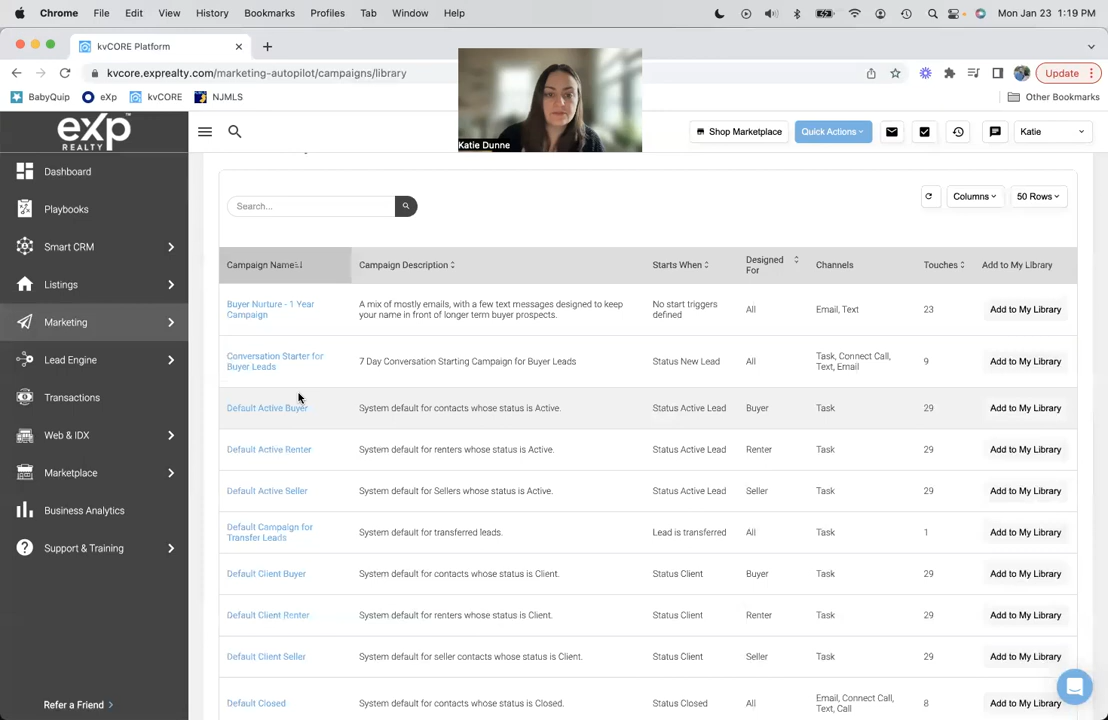 Chrome File Edit View History Bookmarks Profiles Tab Window Help Mon Jan 23 1:19 PM
kvCORE Platform
kvcore.exprealty.com/marketing-autopilot/campaigns/library Update
BabyQuip eXp kvCORE NJMLS Other Bookmarks
Katie Dunne
eXp REALTY
Shop Marketplace Quick Actions Katie
Dashboard
Playbooks
Smart CRM
Listings
Marketing
Lead Engine
Transactions
Web & IDX
Marketplace
Business Analytics
Support & Training
Refer a Friend
Search... Columns 50 Rows
Campaign Name Campaign Description Starts When Designed For Channels Touches Add to My Library
Buyer Nurture - 1 Year Campaign A mix of mostly emails, with a few text messages designed to keep your name in front of longer term buyer prospects. No start triggers defined All Email, Text 23 Add to My Library
Conversation Starter for Buyer Leads 7 Day Conversation Starting Campaign for Buyer Leads Status New Lead All Task, Connect Call, Text, Email 9 Add to My Library
Default Active Buyer System default for contacts whose status is Active. Status Active Lead Buyer Task 29 Add to My Library
Default Active Renter System default for renters whose status is Active. Status Active Lead Renter Task 29 Add to My Library
Default Active Seller System default for Sellers whose status is Active. Status Active Lead Seller Task 29 Add to My Library
Default Campaign for Transfer Leads System default for transferred leads. Lead is transferred All Task 1 Add to My Library
Default Client Buyer System default for contacts whose status is Client. Status Client Buyer Task 29 Add to My Library
Default Client Renter System default for renters whose status is Client. Status Client Renter Task 29 Add to My Library
Default Client Seller System default for seller contacts whose status is Client. Status Client Seller Task 29 Add to My Library
Default Closed System default for contacts whose status is Closed. Status Closed All Email, Connect Call, Text, Call 8 Add to My Library